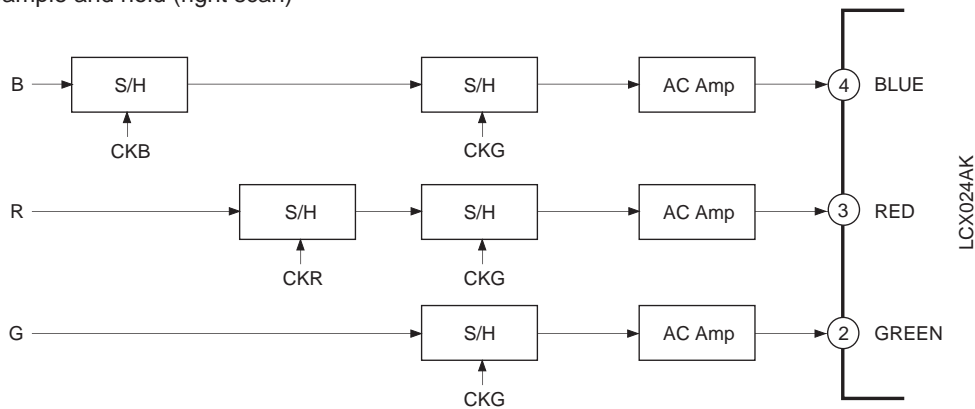 ample and hold (right scan)
B S/H S/H AC Amp 4 BLUE
CKB CKG
R S/H S/H AC Amp 3 RED
CKR CKG
G S/H AC Amp 2 GREEN
CKG
LCX024AK